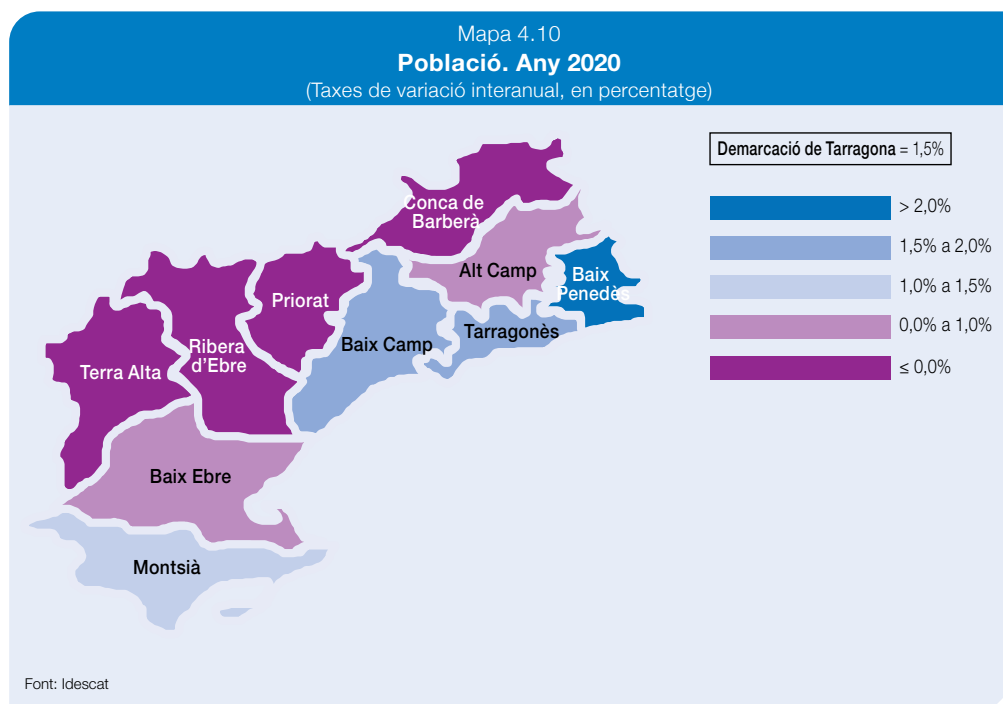 Mapa 4.10
Població. Any 2020
(Taxes de variació interanual, en percentatge)
Demarcació de Tarragona = 1,5%
> 2,0%
1,5% a 2,0%
1,0% a 1,5%
0,0% a 1,0%
≤ 0,0%
Conca de
Barberà
Alt Camp
Baix
Penedès
Priorat
Tarragonès
Baix Camp
Ribera
d'Ebre
Terra Alta
Baix Ebre
Montsià
Font: Idescat